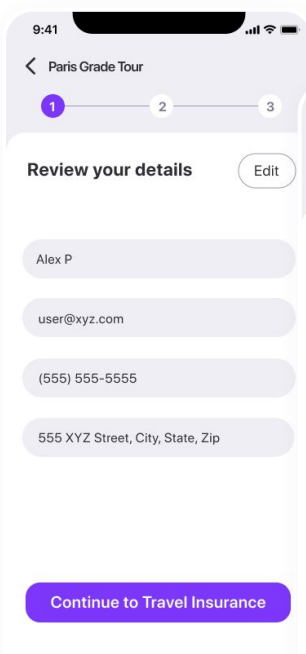 9:41
Paris Grade Tour
1 2 3
Review your details Edit
Alex P
user@xyz.com
(555) 555-5555
555 XYZ Street, City, State, Zip
Continue to Travel Insurance